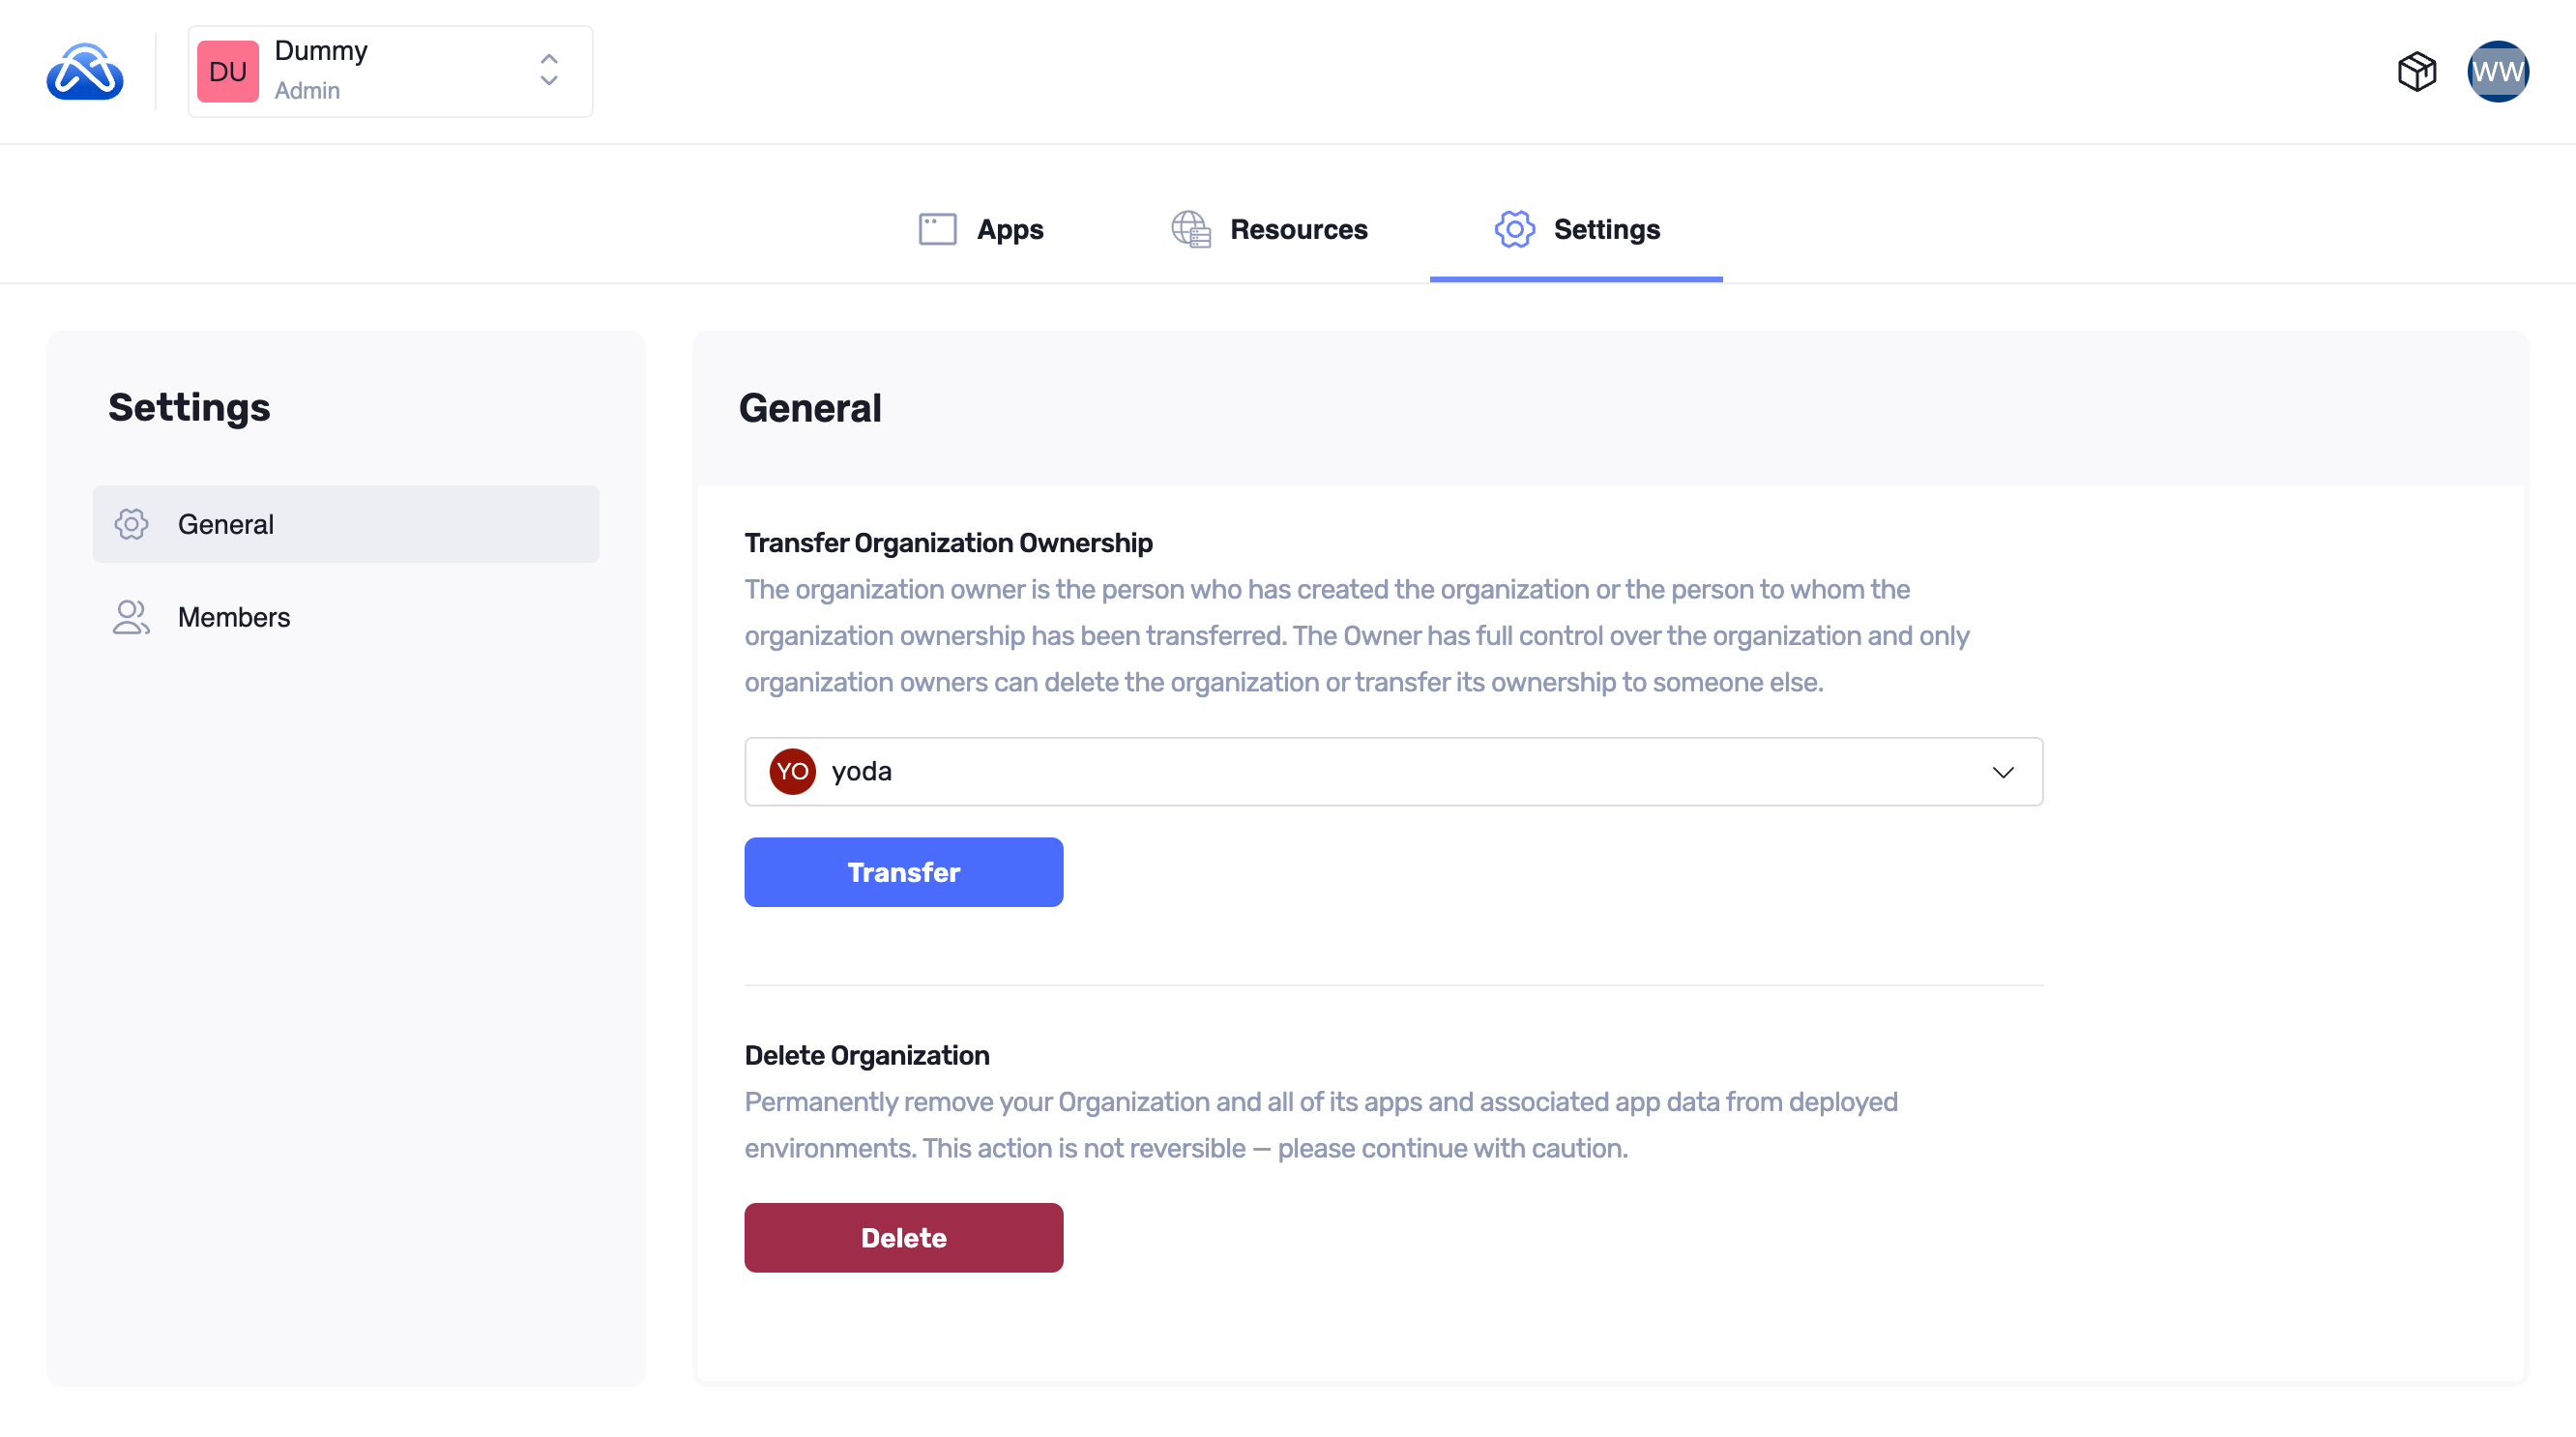 DU
Dummy
Admin
WW
Apps
Resources
Settings
Settings
General
Members
General
Transfer Organization Ownership
The organization owner is the person who has created the organization or the person to whom the
organization ownership has been transferred. The Owner has full control over the organization and only
organization owners can delete the organization or transfer its ownership to someone else.
YO yoda
Transfer
Delete Organization
Permanently remove your Organization and all of its apps and associated app data from deployed
environments. This action is not reversible — please continue with caution.
Delete